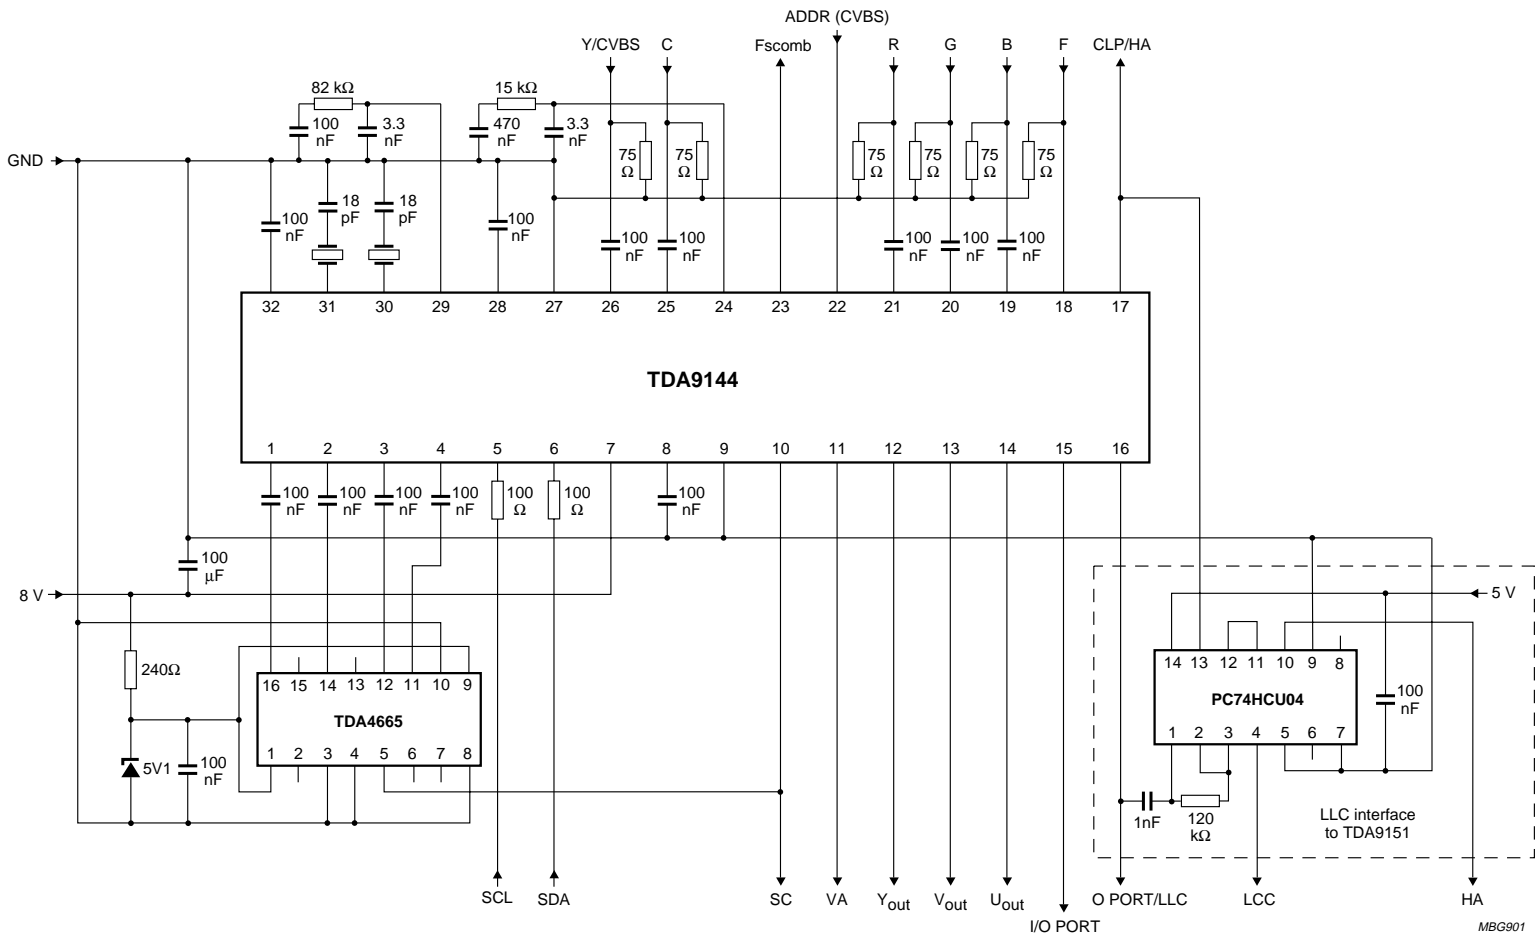 ADDR (CVBS)
Y/CVBS C Fscomb R G B F CLP/HA
82 kΩ 15 kΩ
100 nF 3.3 nF 470 nF 3.3 nF
75 Ω 75 Ω 75 Ω 75 Ω 75 Ω 75 Ω
GND
100 nF 18 pF 18 pF 100 nF 100 nF 100 nF 100 nF 100 nF 100 nF
32 31 30 29 28 27 26 25 24 23 22 21 20 19 18 17
TDA9144
1 2 3 4 5 6 7 8 9 10 11 12 13 14 15 16
100 nF 100 nF 100 nF 100 nF 100 Ω 100 Ω 100 nF
100 μF
8 V
5 V
240Ω
16 15 14 13 12 11 10 9
TDA4665
1 2 3 4 5 6 7 8
5V1
100 nF
14 13 12 11 10 9 8
PC74HCU04
1 2 3 4 5 6 7
100 nF
1nF
120 kΩ
LLC interface
to TDA9151
SCL SDA SC VA Yout Vout Uout I/O PORT O PORT/LLC LCC HA
MBG901